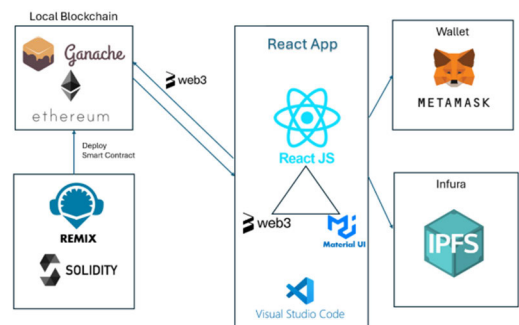 Local Blockchain
Ganache
ethereum
web3
Deploy
Smart Contract
REMIX
SOLIDITY
React App
React JS
web3
Material UI
Visual Studio Code
Wallet
METAMASK
Infura
IPFS